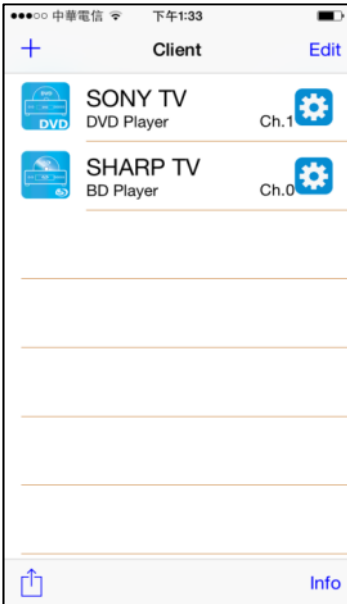 中華電信 下午1:33
+ Client Edit
DVD
SONY TV
DVD Player Ch.1
SHARP TV
BD Player Ch.0
Info